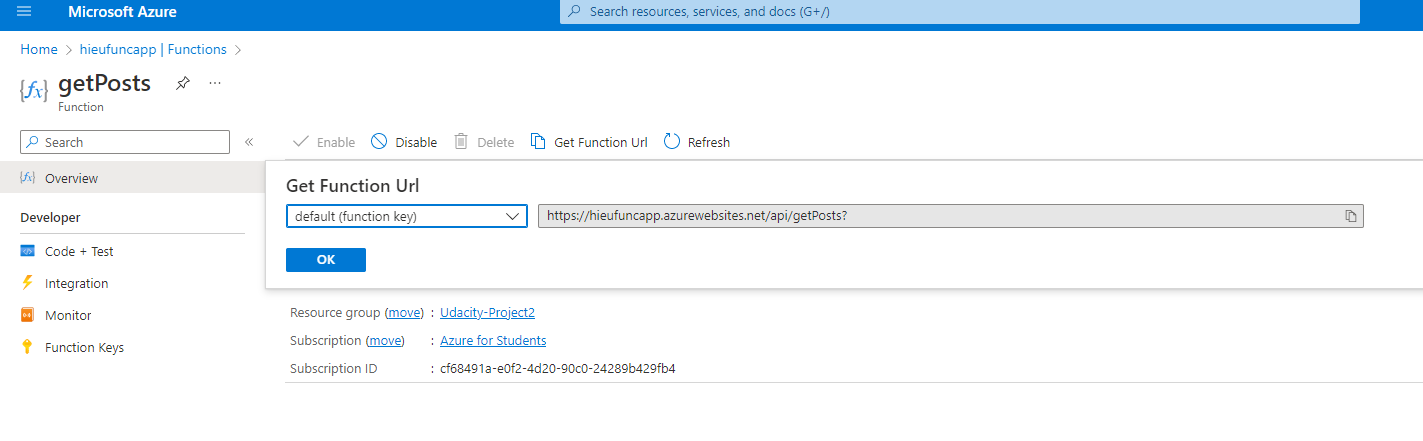 Microsoft Azure
Search resources, services, and docs (G+/)
Home > hieufuncapp | Functions >
{fx} getPosts ...
Function
Search «
Enable Disable Delete Get Function Url Refresh
Overview
Get Function Url
default (function key) https://hieufuncapp.azurewebsites.net/api/getPosts?
OK
Developer
Code + Test
Integration
Monitor
Function Keys
Resource group (move) : Udacity-Project2
Subscription (move) : Azure for Students
Subscription ID : cf68491a-e0f2-4d20-90c0-24289b429fb4